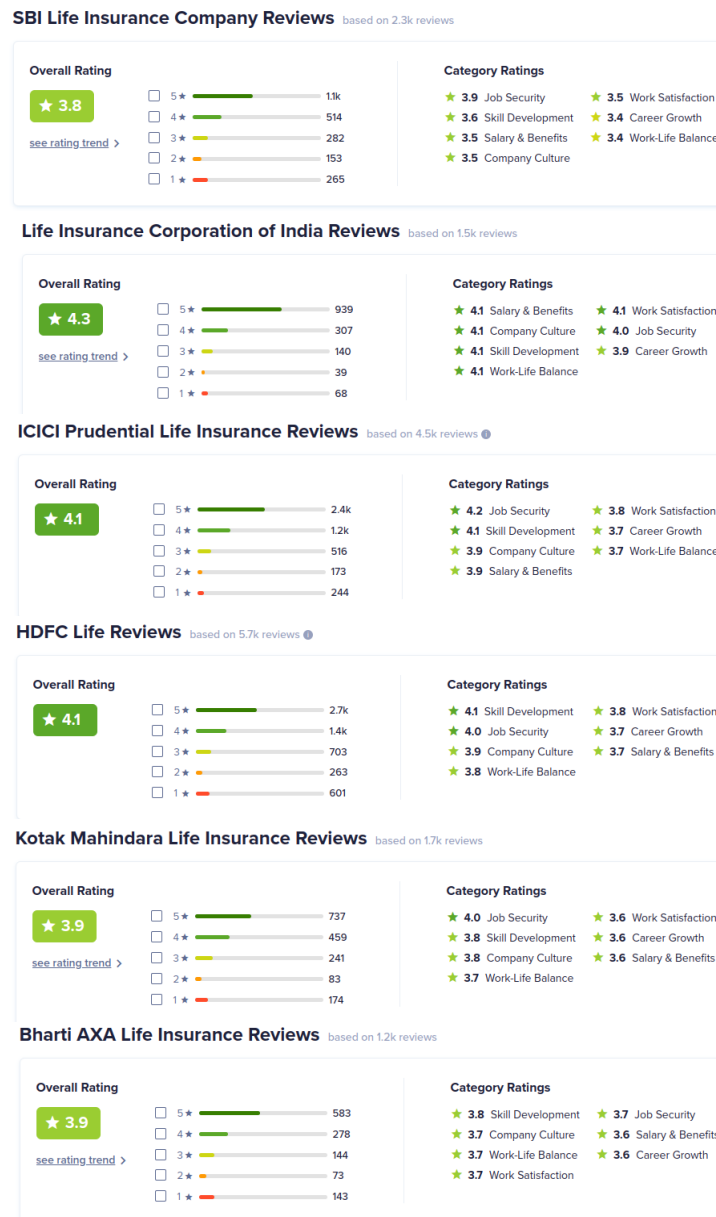 SBI Life Insurance Company Reviews based on 2.3k reviews
Overall Rating
★ 3.8
see rating trend >
5★ 1.1k
4★ 514
3★ 282
2★ 153
1★ 265
Category Ratings
★ 3.9 Job Security ★ 3.5 Work Satisfaction
★ 3.6 Skill Development ★ 3.4 Career Growth
★ 3.5 Salary & Benefits ★ 3.4 Work-Life Balance
★ 3.5 Company Culture
Life Insurance Corporation of India Reviews based on 1.5k reviews
Overall Rating
★ 4.3
see rating trend >
5★ 939
4★ 307
3★ 140
2★ 39
1★ 68
Category Ratings
★ 4.1 Salary & Benefits ★ 4.1 Work Satisfaction
★ 4.1 Company Culture ★ 4.0 Job Security
★ 4.1 Skill Development ★ 3.9 Career Growth
★ 4.1 Work-Life Balance
ICICI Prudential Life Insurance Reviews based on 4.5k reviews
Overall Rating
★ 4.1
5★ 2.4k
4★ 1.2k
3★ 516
2★ 173
1★ 244
Category Ratings
★ 4.2 Job Security ★ 3.8 Work Satisfaction
★ 4.1 Skill Development ★ 3.7 Career Growth
★ 3.9 Company Culture ★ 3.7 Work-Life Balance
★ 3.9 Salary & Benefits
HDFC Life Reviews based on 5.7k reviews
Overall Rating
★ 4.1
5★ 2.7k
4★ 1.4k
3★ 703
2★ 263
1★ 601
Category Ratings
★ 4.1 Skill Development ★ 3.8 Work Satisfaction
★ 4.0 Job Security ★ 3.7 Career Growth
★ 3.9 Company Culture ★ 3.7 Salary & Benefits
★ 3.8 Work-Life Balance
Kotak Mahindara Life Insurance Reviews based on 1.7k reviews
Overall Rating
★ 3.9
see rating trend >
5★ 737
4★ 459
3★ 241
2★ 83
1★ 174
Category Ratings
★ 4.0 Job Security ★ 3.6 Work Satisfaction
★ 3.8 Skill Development ★ 3.6 Career Growth
★ 3.8 Company Culture ★ 3.6 Salary & Benefits
★ 3.7 Work-Life Balance
Bharti AXA Life Insurance Reviews based on 1.2k reviews
Overall Rating
★ 3.9
see rating trend >
5★ 583
4★ 278
3★ 144
2★ 73
1★ 143
Category Ratings
★ 3.8 Skill Development ★ 3.7 Job Security
★ 3.7 Company Culture ★ 3.6 Salary & Benefits
★ 3.7 Work-Life Balance ★ 3.6 Career Growth
★ 3.7 Work Satisfaction